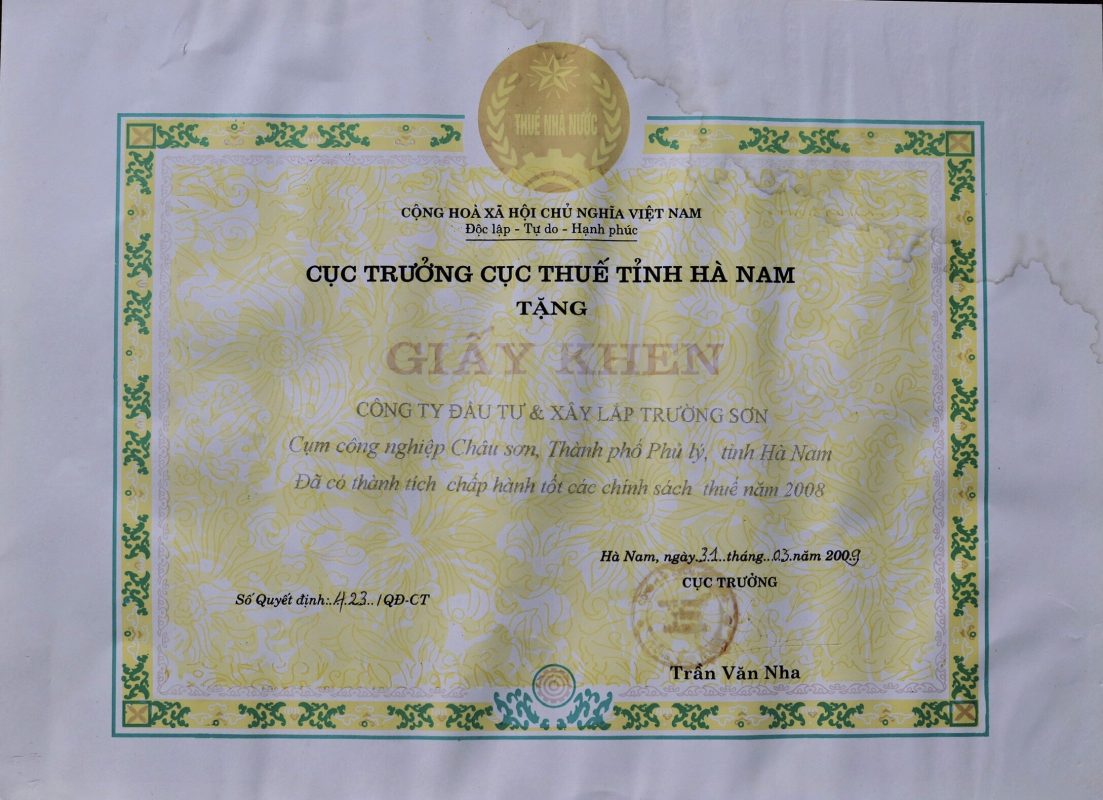 THUẾ NHÀ NƯỚC
CỘNG HOÀ XÃ HỘI CHỦ NGHĨA VIỆT NAM
Độc lập - Tự do - Hạnh phúc
CỤC TRƯỞNG CỤC THUẾ TỈNH HÀ NAM
TẶNG
GIẤY KHEN
CÔNG TY ĐẦU TƯ & XÂY LẮP TRƯỜNG SƠN
Cụm công nghiệp Châu sơn, Thành phố Phủ lý, tỉnh Hà Nam
Đã có thành tích chấp hành tốt các chính sách thuế năm 2008
Hà Nam, ngày.31..tháng..03.năm 2009
CỤC TRƯỞNG
Số Quyết định:.423../QĐ-CT
Trần Văn Nha